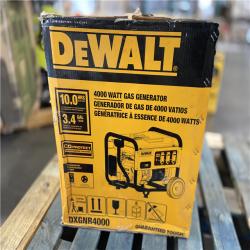 DEWALT
4000 WATT GAS GENERATOR
GENERADOR DE GAS DE 4000 VATIOS
GÉNÉRATRICE À ESSENCE DE 4000 WATTS
10.0
3.4
CO PROTECT
DXGNR4000
GUARANTEED TOUGH